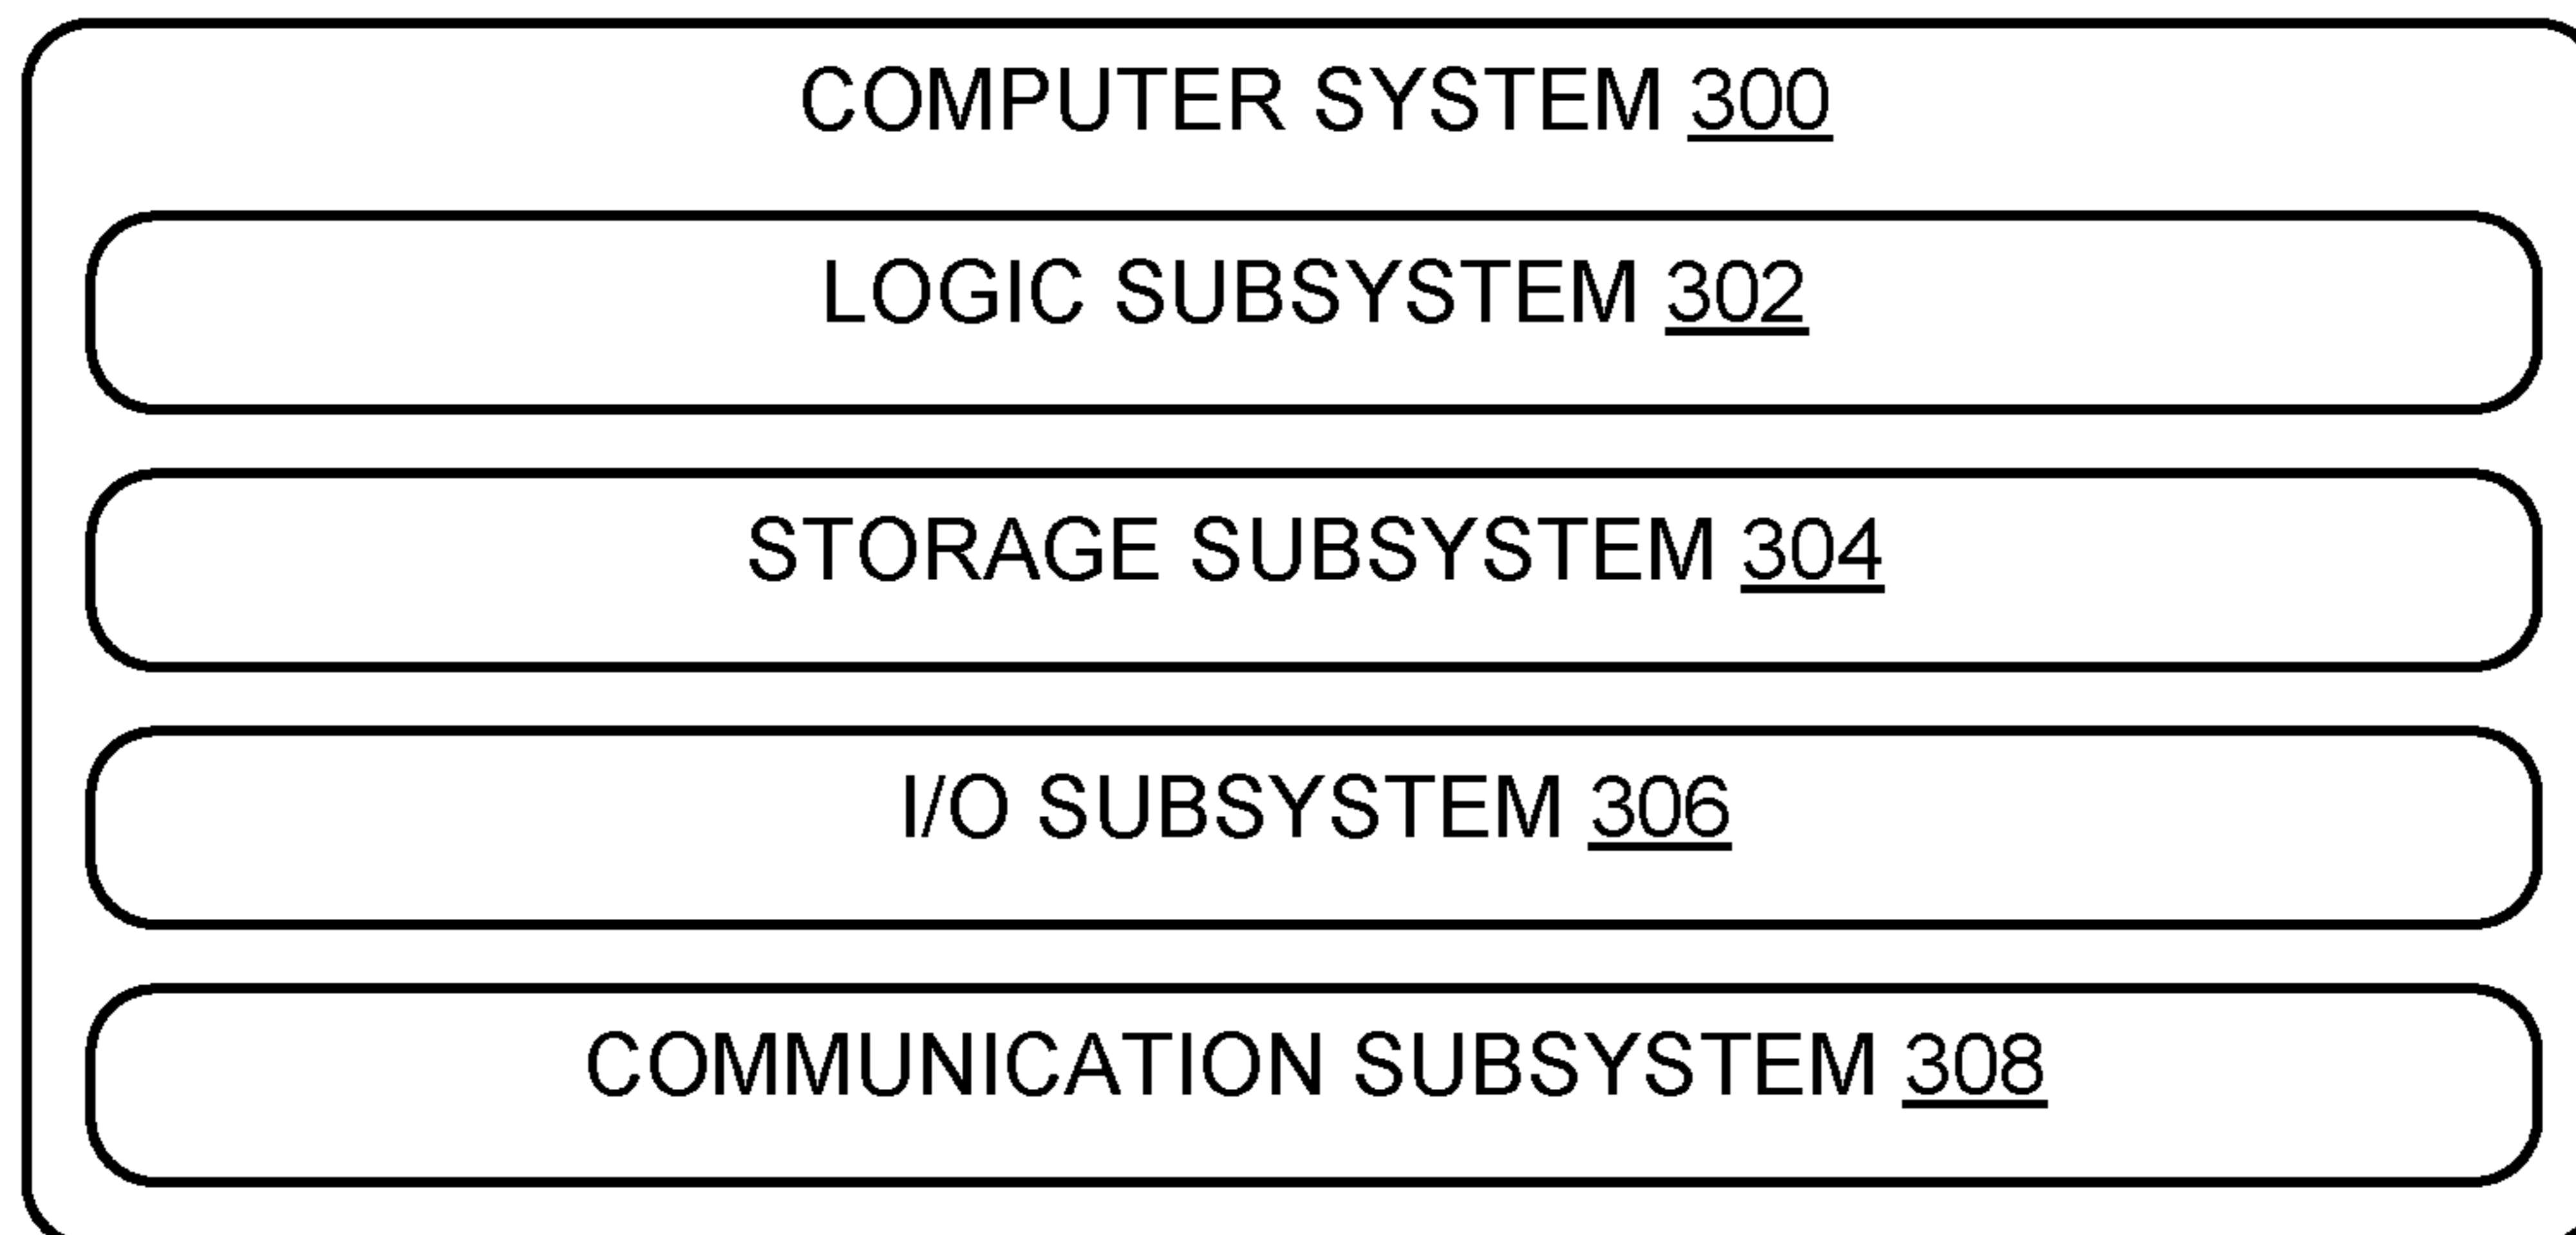 COMPUTER SYSTEM 300
LOGIC SUBSYSTEM 302
STORAGE SUBSYSTEM 304
I/O SUBSYSTEM 306
COMMUNICATION SUBSYSTEM 308